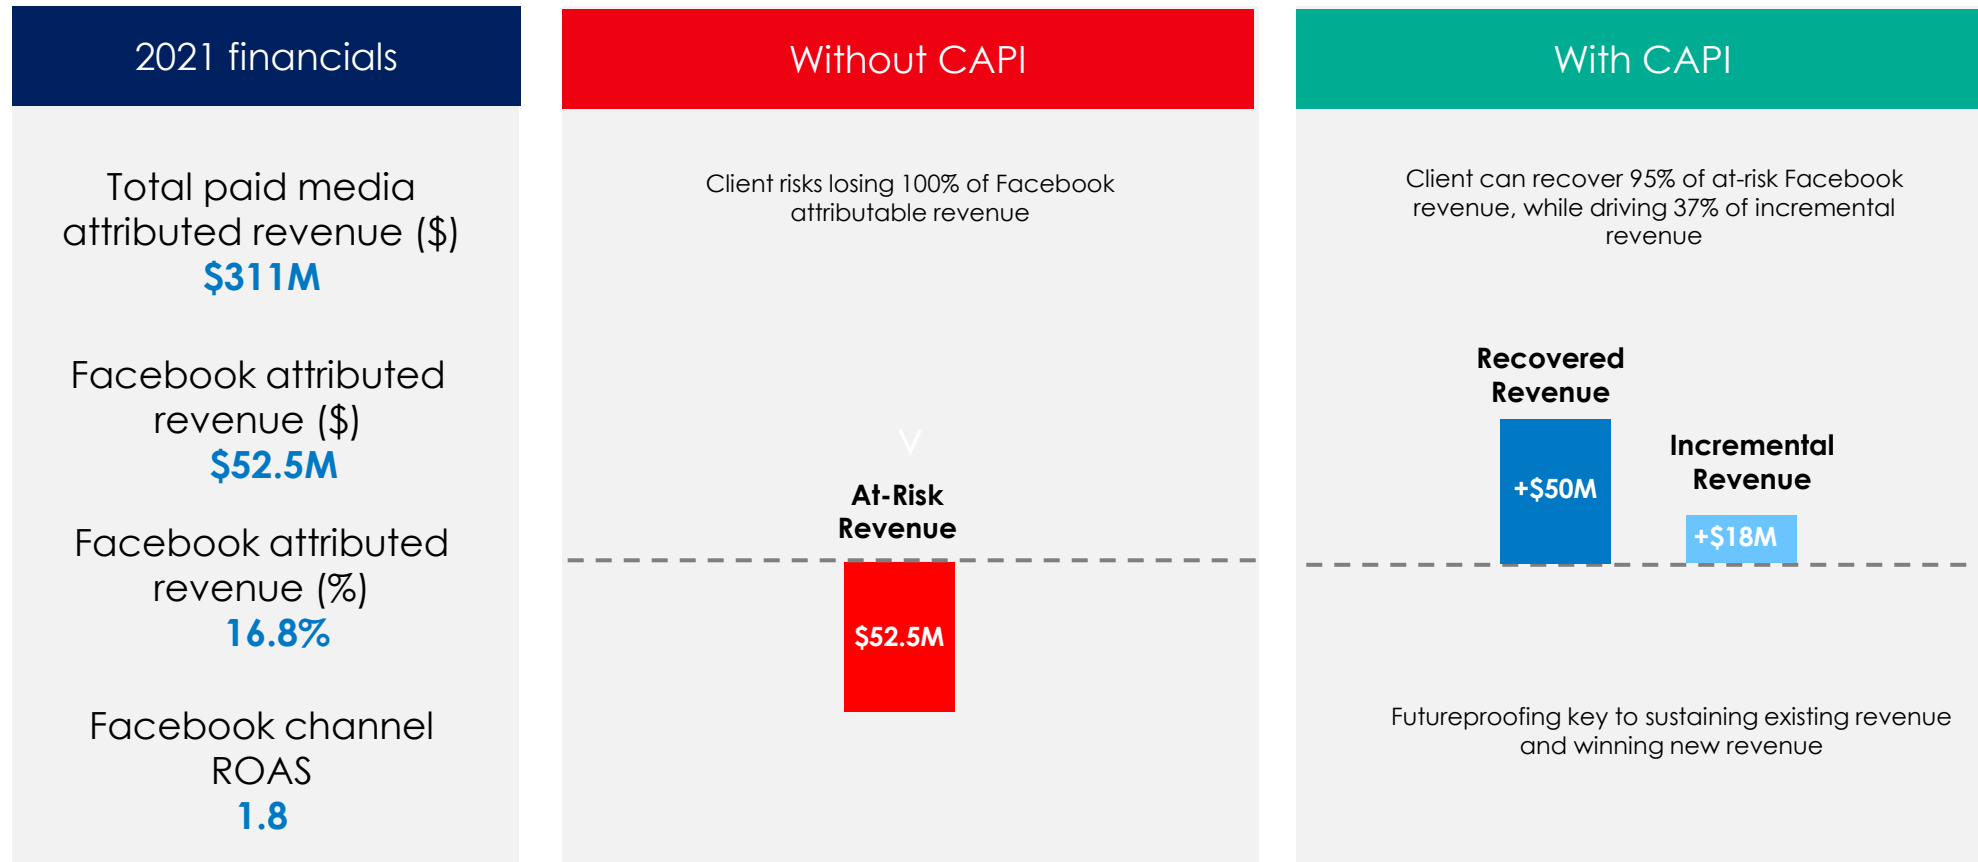 2021 financials
Total paid media
attributed revenue ($)
$311M
Facebook attributed
revenue ($)
$52.5M
Facebook attributed
revenue (%)
16.8%
Facebook channel
ROAS
1.8
Without CAPI
Client risks losing 100% of Facebook
attributable revenue
V
At-Risk
Revenue
$52.5M
With CAPI
Client can recover 95% of at-risk Facebook
revenue, while driving 37% of incremental
revenue
Recovered
Revenue
+$50M
Incremental
Revenue
+$18M
Futureproofing key to sustaining existing revenue
and winning new revenue